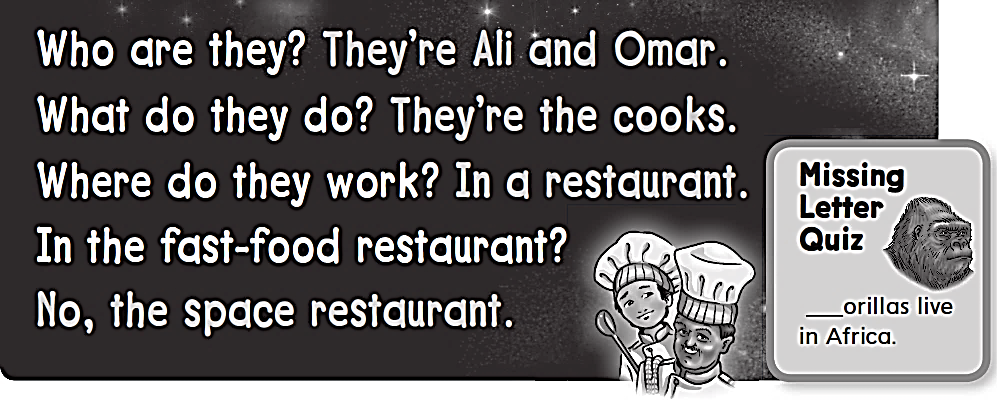 Who are they? They're Ali and Omar.
What do they do? They're the cooks.
Where do they work? In a restaurant.
In the fast-food restaurant?
No, the space restaurant.
Missing
Letter
Quiz
___orillas live
in Africa.